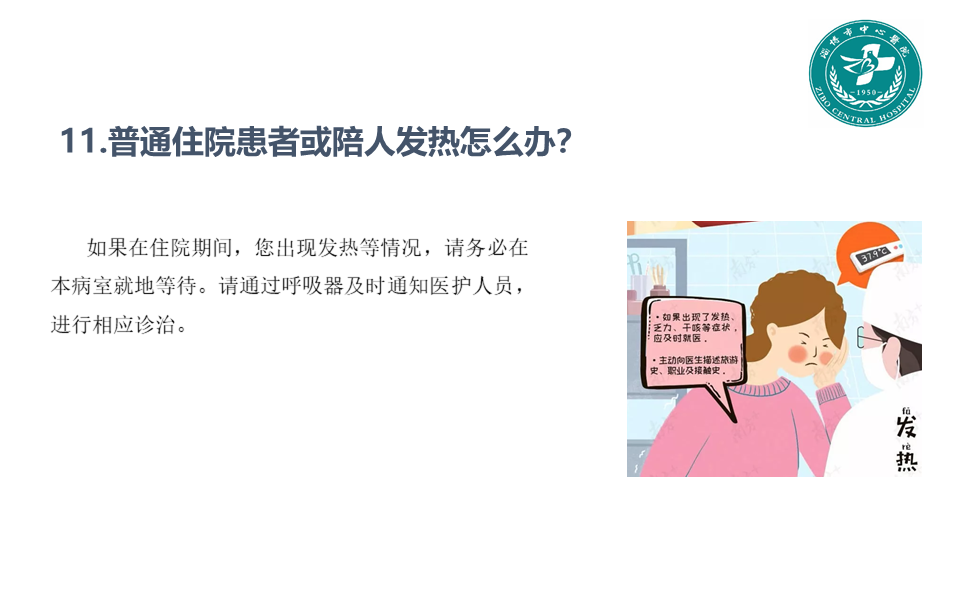 淄博市中心醫院
1950
ZIBO CENTRAL HOSPITAL
11.普通住院患者或陪人发热怎么办?
如果在住院期间，您出现发热等情况，请务必在
本病室就地等待。请通过呼吸器及时通知医护人员，
进行相应诊治。
37.9℃
·如果出现了发热、
乏力、干咳等症状，
应及时就医．
·主动向医生描述旅游
史、职业及接触史．
发
热